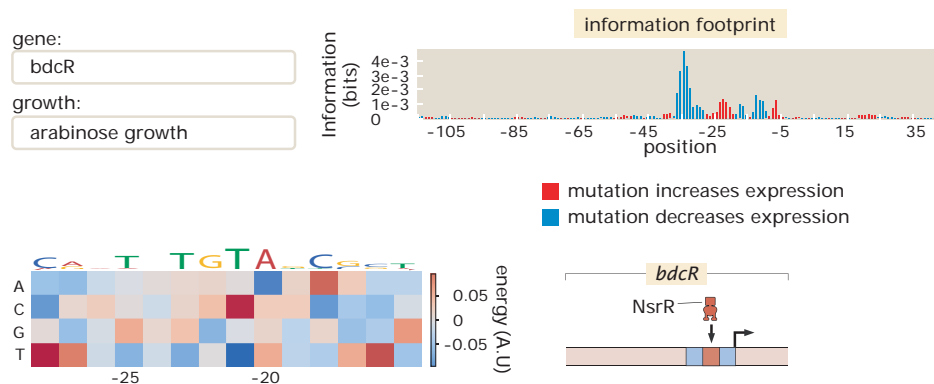 gene:
bdcR
growth:
arabinose growth
information footprint
Information
(bits)
4e-3
3e-3
2e-3
1e-3
0
-105 -85 -65 -45 -25 -5 15 35
position
mutation increases expression
mutation decreases expression
A
C
G
T
-25 -20
0.05
0
-0.05
energy (A.U)
bdcR
NsrR